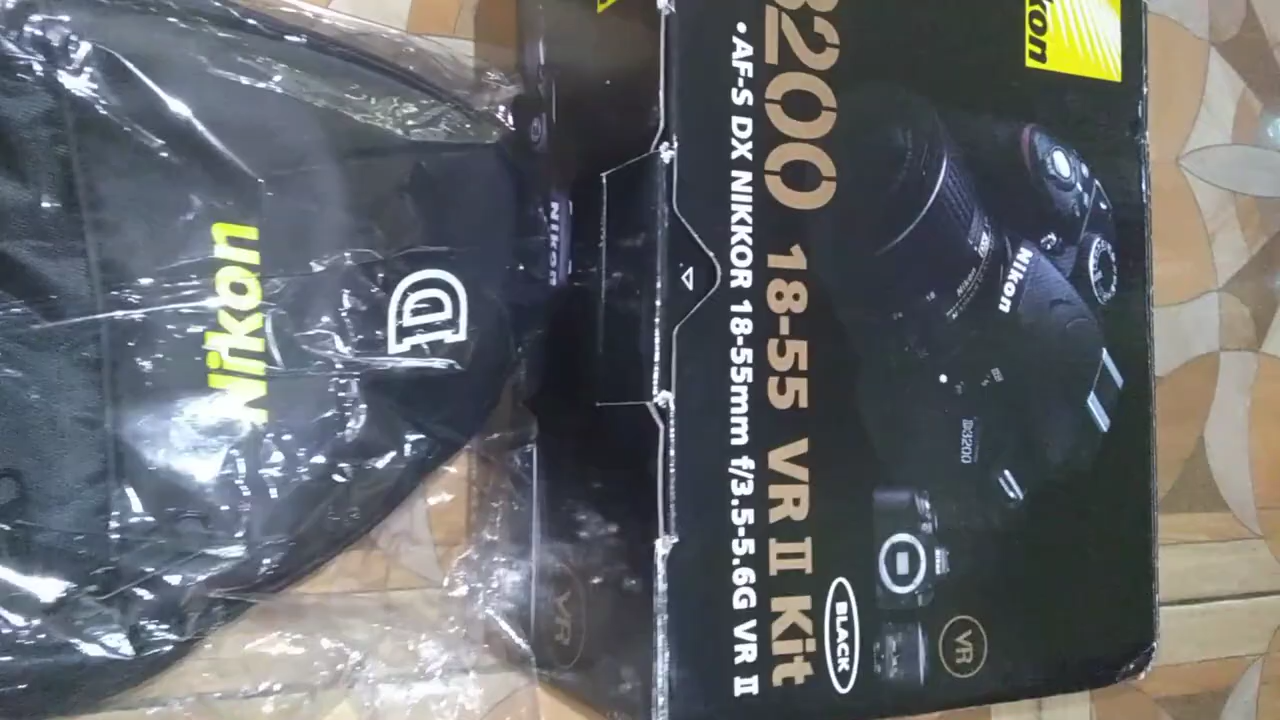 Nikon
D
NIKON
kon
3200 18-55 VR II Kit
• AF-S DX NIKKOR 18-55mm f/3.5-5.6G VR II
BLACK
VR
Nikon
D3200
VR